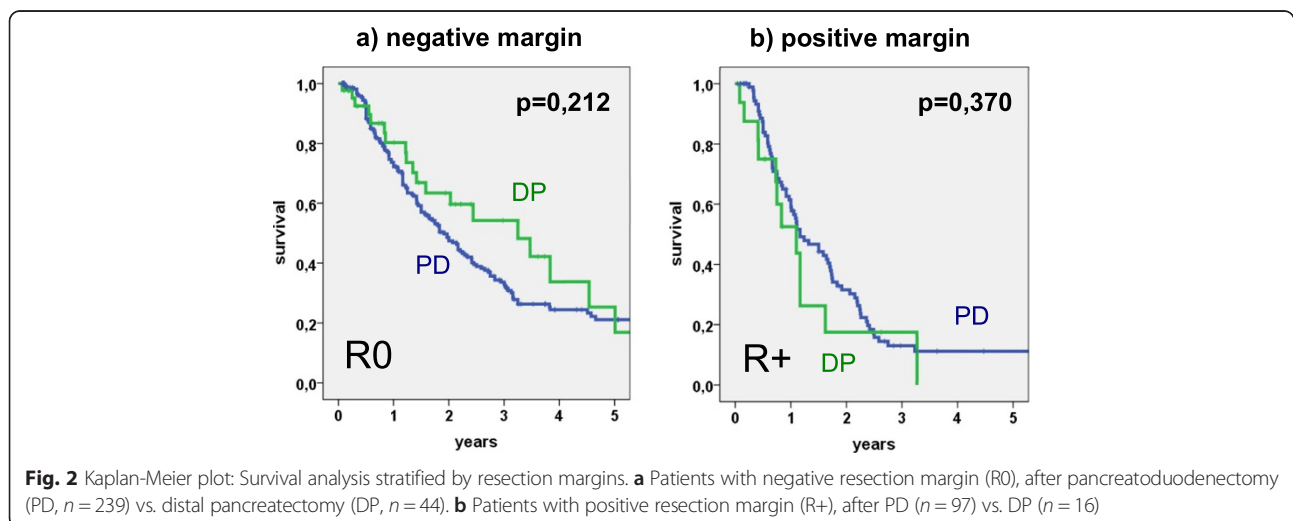 a) negative margin
b) positive margin
1,0
0,8
0,6
0,4
0,2
0,0
survival
p=0,212
DP
PD
R0
0 1 2 3 4 5
years
1,0
0,8
0,6
0,4
0,2
0,0
survival
p=0,370
PD
DP
R+
0 1 2 3 4 5
years
Fig. 2 Kaplan-Meier plot: Survival analysis stratified by resection margins. a Patients with negative resection margin (R0), after pancreatoduodenectomy
(PD, n = 239) vs. distal pancreatectomy (DP, n = 44). b Patients with positive resection margin (R+), after PD (n = 97) vs. DP (n = 16)